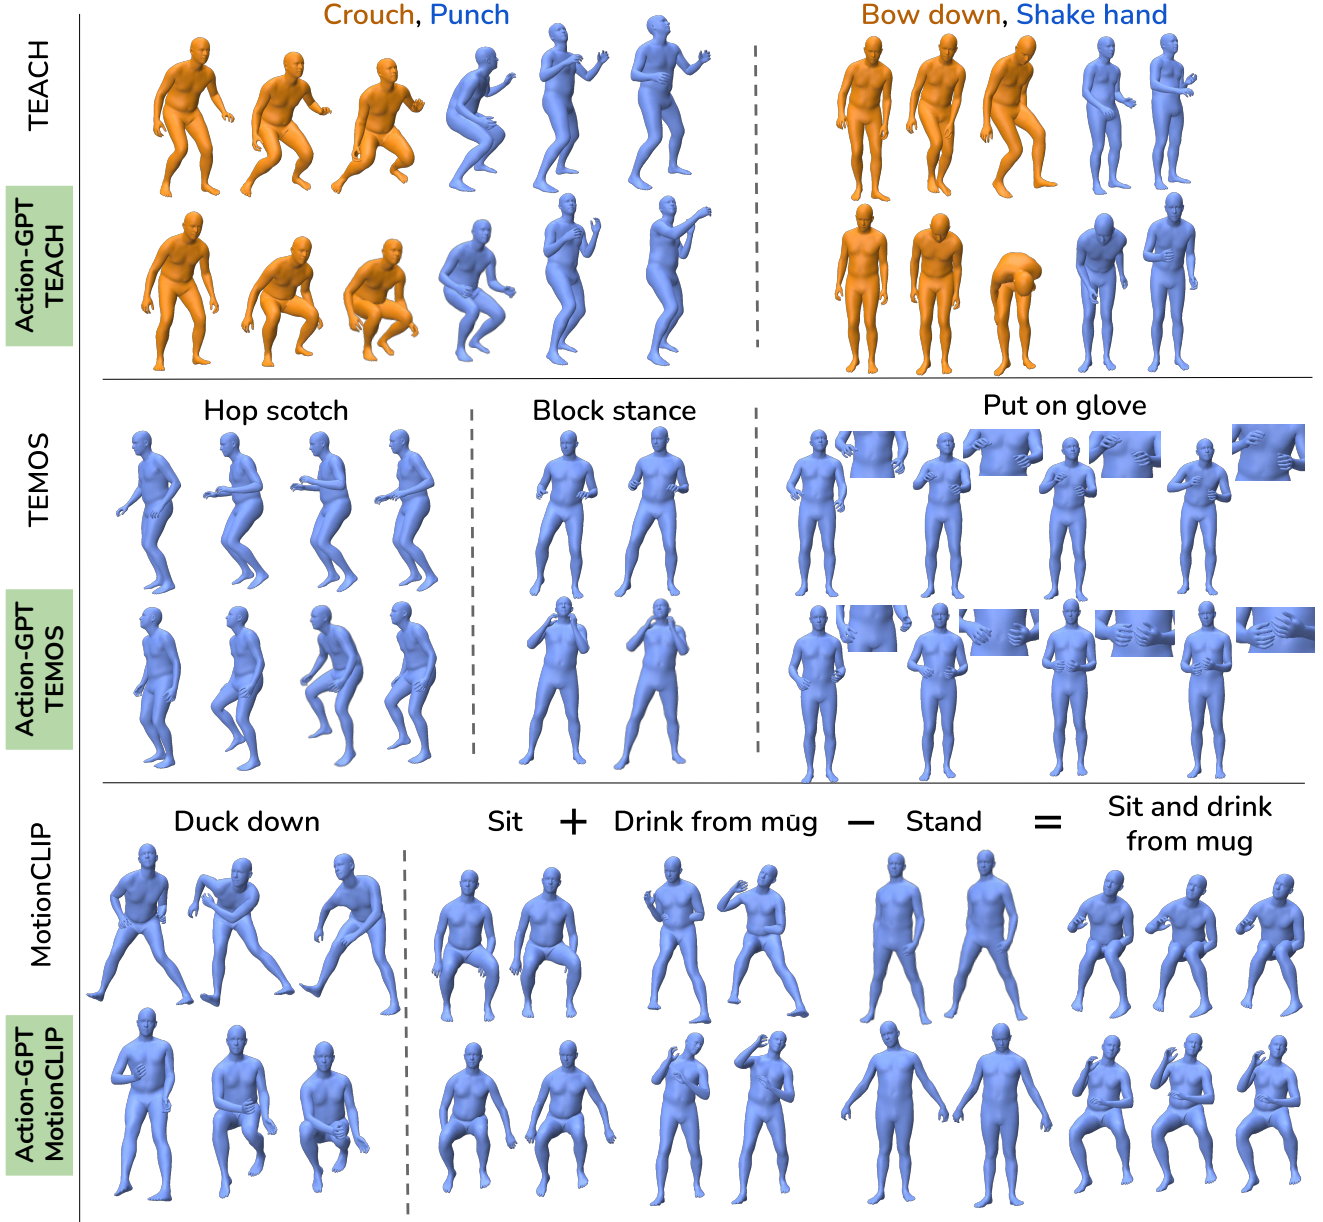 Crouch, Punch
Bow down, Shake hand
TEACH
Action-GPT
TEACH
Hop scotch
Block stance
Put on glove
TEMOS
Action-GPT
TEMOS
Duck down
Sit + Drink from mug − Stand = Sit and drink
from mug
MotionCLIP
Action-GPT
MotionCLIP